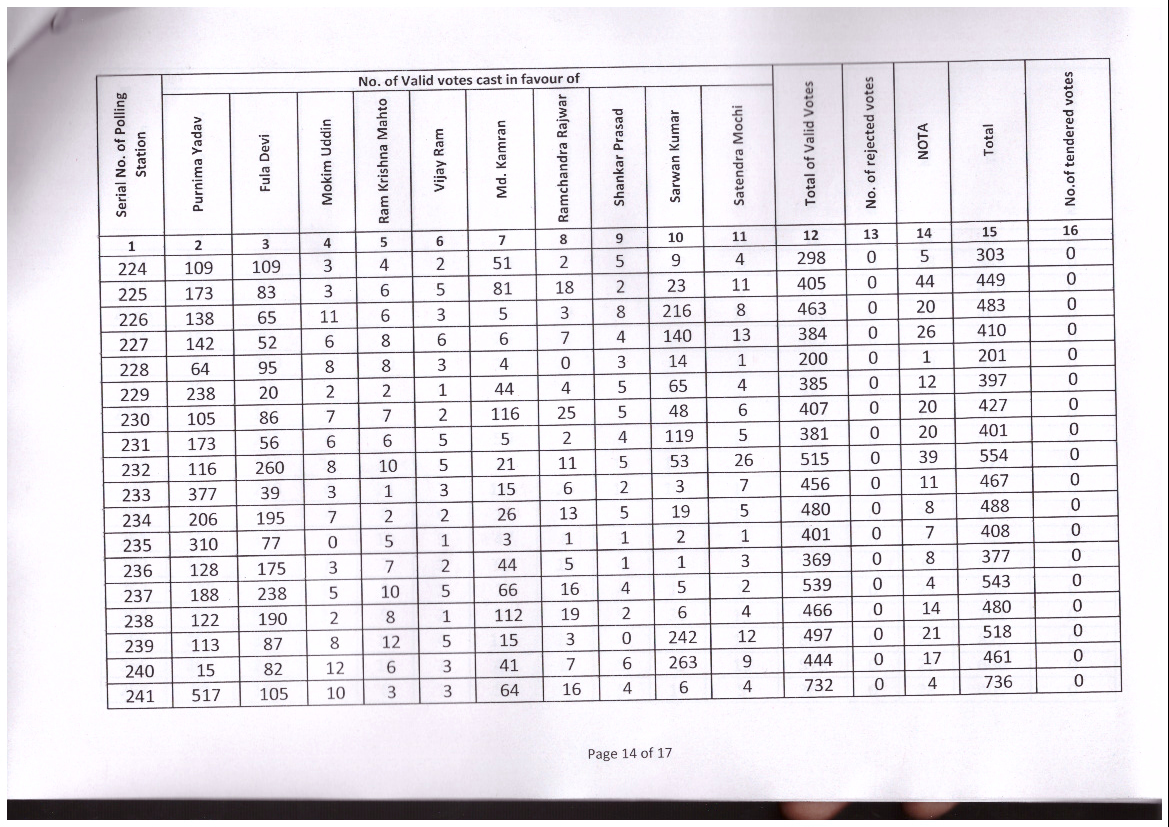 No. of Valid votes cast in favour of
Serial No. of Polling Station | Purnima Yadav | Fula Devi | Mokim Uddin | Ram Krishna Mahto | Vijay Ram | Md. Kamran | Ramchandra Rajwar | Shankar Prasad | Sarwan Kumar | Satendra Mochi | Total of Valid Votes | No. of rejected votes | NOTA | Total | No.of tendered votes
1 2 3 4 5 6 7 8 9 10 11 12 13 14 15 16
224 109 109 3 4 2 51 2 5 9 4 298 0 5 303 0
225 173 83 3 6 5 81 18 2 23 11 405 0 44 449 0
226 138 65 11 6 3 5 3 8 216 8 463 0 20 483 0
227 142 52 6 8 6 6 7 4 140 13 384 0 26 410 0
228 64 95 8 8 3 4 0 3 14 1 200 0 1 201 0
229 238 20 2 2 1 44 4 5 65 4 385 0 12 397 0
230 105 86 7 7 2 116 25 5 48 6 407 0 20 427 0
231 173 56 6 6 5 5 2 4 119 5 381 0 20 401 0
232 116 260 8 10 5 21 11 5 53 26 515 0 39 554 0
233 377 39 3 1 3 15 6 2 3 7 456 0 11 467 0
234 206 195 7 2 2 26 13 5 19 5 480 0 8 488 0
235 310 77 0 5 1 3 1 1 2 1 401 0 7 408 0
236 128 175 3 7 2 44 5 1 1 3 369 0 8 377 0
237 188 238 5 10 5 66 16 4 5 2 539 0 4 543 0
238 122 190 2 8 1 112 19 2 6 4 466 0 14 480 0
239 113 87 8 12 5 15 3 0 242 12 497 0 21 518 0
240 15 82 12 6 3 41 7 6 263 9 444 0 17 461 0
241 517 105 10 3 3 64 16 4 6 4 732 0 4 736 0
Page 14 of 17